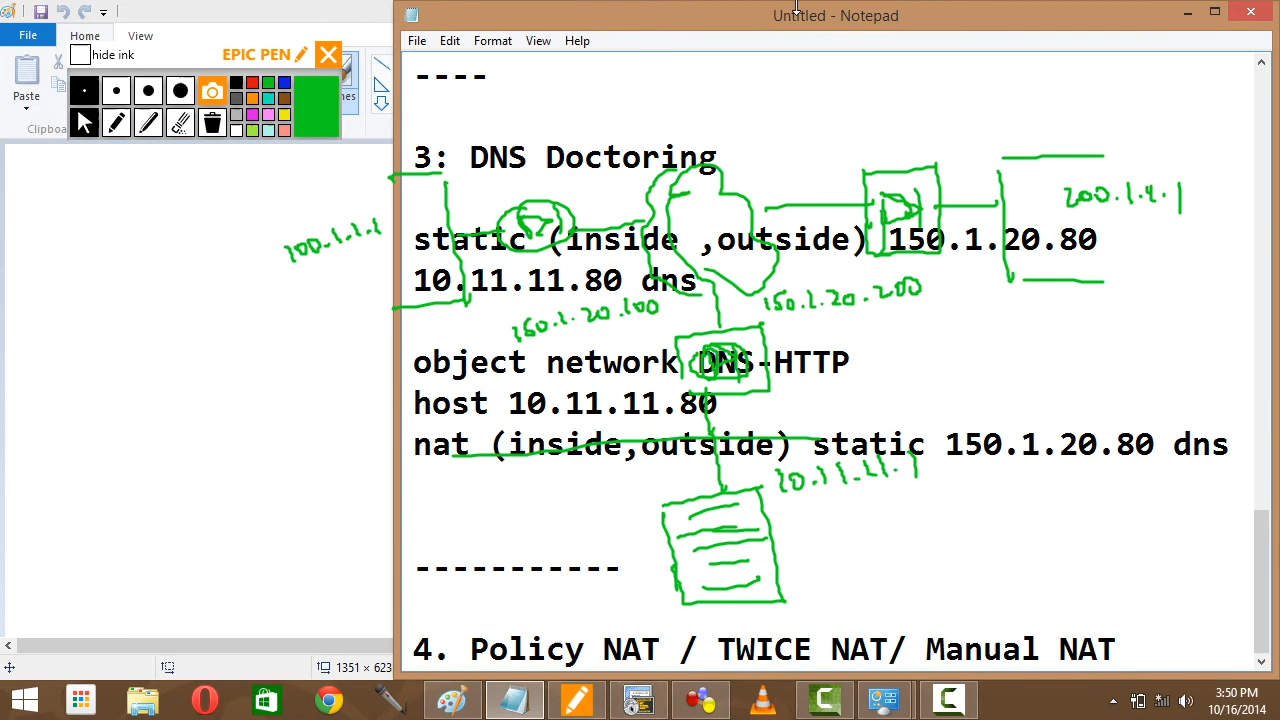 Untitled - Notepad
File
Home
View
hide ink
EPIC PEN
Paste
Clipb
nes
File Edit Format View Help
----
3: DNS Doctoring
static (inside ,outside) 150.1.20.80
10.11.11.80 dns
object network DNS-HTTP
host 10.11.11.80
nat (inside,outside) static 150.1.20.80 dns
-----------
4. Policy NAT / TWICE NAT/ Manual NAT
100.1.1.1
150.1.20.100
150.1.20.200
10.11.11.1
1351 × 623
3:50 PM
10/16/2014